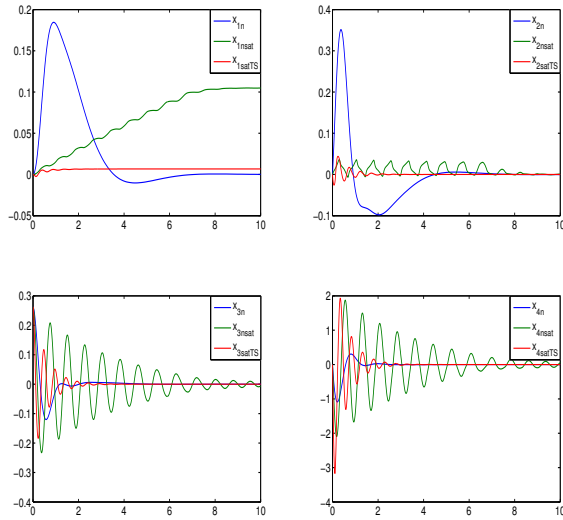 0.2
0.15
0.1
0.05
0
-0.05
0 2 4 6 8 10
X1n
X1nsat
X1satTS
0.4
0.3
0.2
0.1
0
-0.1
0 2 4 6 8 10
X2n
X2nsat
X2satTS
0.3
0.2
0.1
0
-0.1
-0.2
-0.3
-0.4
0 2 4 6 8 10
X3n
X3nsat
X3satTS
2
1
0
-1
-2
-3
-4
0 2 4 6 8 10
X4n
X4nsat
X4satTS